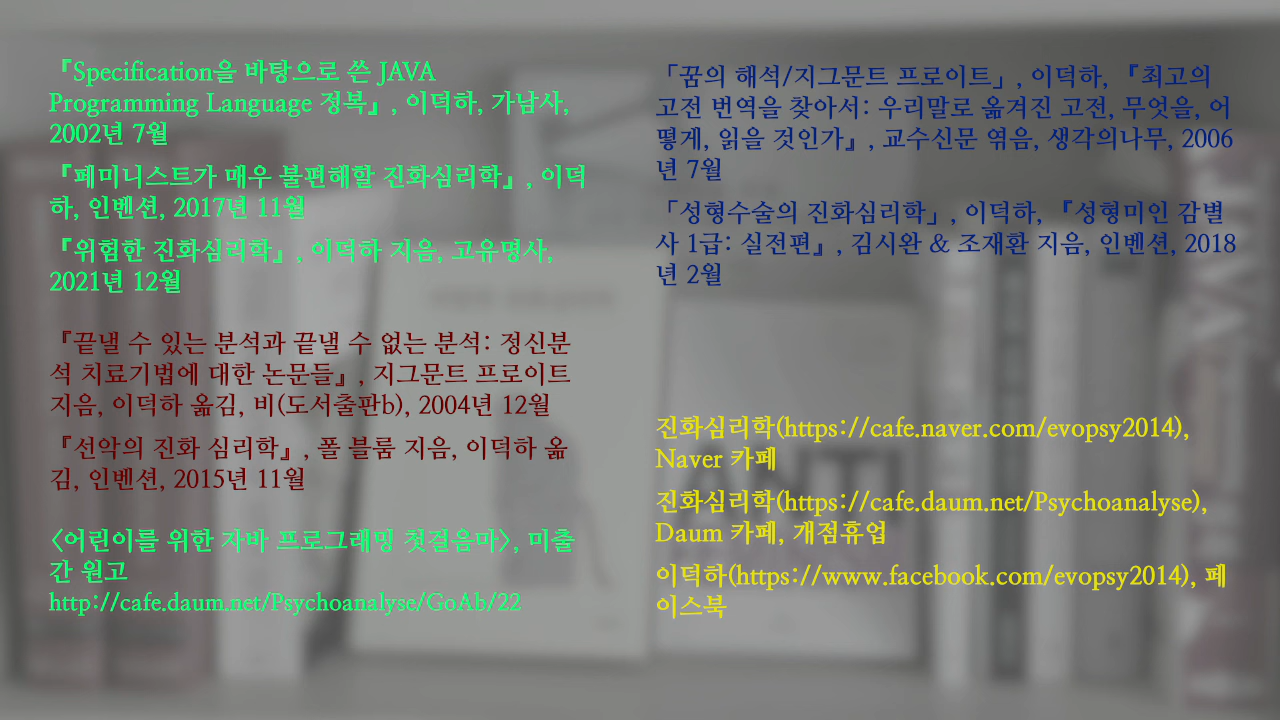 『Specification을 바탕으로 쓴 JAVA
Programming Language 정복』, 이덕하, 가남사,
2002년 7월
『페미니스트가 매우 불편해할 진화심리학』, 이덕
하, 인벤션, 2017년 11월
『위험한 진화심리학』, 이덕하 지음, 고유명사,
2021년 12월
『끝낼 수 있는 분석과 끝낼 수 없는 분석: 정신분
석 치료기법에 대한 논문들』, 지그문트 프로이트
지음, 이덕하 옮김, 비(도서출판b), 2004년 12월
『선악의 진화 심리학』, 폴 블룸 지음, 이덕하 옮
김, 인벤션, 2015년 11월
<어린이를 위한 자바 프로그래밍 첫걸음마>, 미출
간 원고
http://cafe.daum.net/Psychoanalyse/GoAb/22
「꿈의 해석/지그문트 프로이트」, 이덕하, 『최고의
고전 번역을 찾아서: 우리말로 옮겨진 고전, 무엇을, 어
떻게, 읽을 것인가』, 교수신문 엮음, 생각의나무, 2006
년 7월
「성형수술의 진화심리학」, 이덕하, 『성형미인 감별
사 1급: 실전편』, 김시완 & 조재환 지음, 인벤션, 2018
년 2월
진화심리학(https://cafe.naver.com/evopsy2014),
Naver 카페
진화심리학(https://cafe.daum.net/Psychoanalyse),
Daum 카페, 개점휴업
이덕하(https://www.facebook.com/evopsy2014), 페
이스북